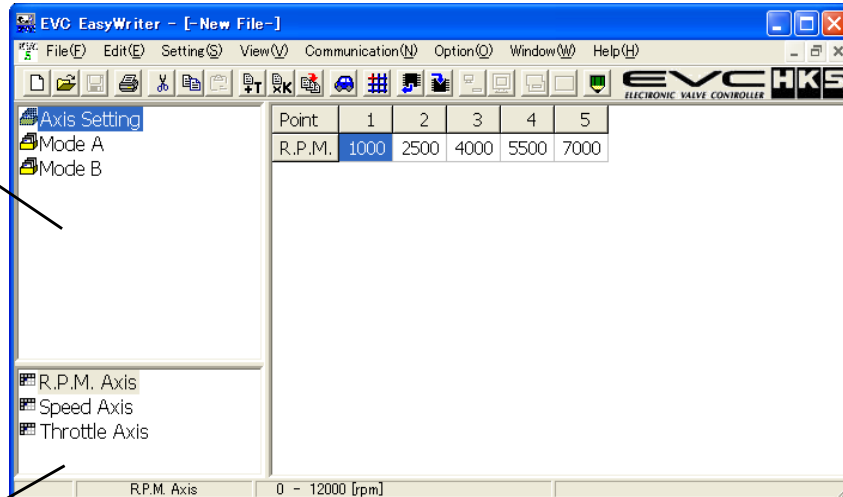 EVC EasyWriter - [-New File-]
File(F) Edit(E) Setting(S) View(V) Communication(N) Option(O) Window(W) Help(H)
EVC HKS
ELECTRONIC VALVE CONTROLLER
Axis Setting
Mode A
Mode B
Point 1 2 3 4 5
R.P.M. 1000 2500 4000 5500 7000
R.P.M. Axis
Speed Axis
Throttle Axis
R.P.M. Axis 0 - 12000 [rpm]